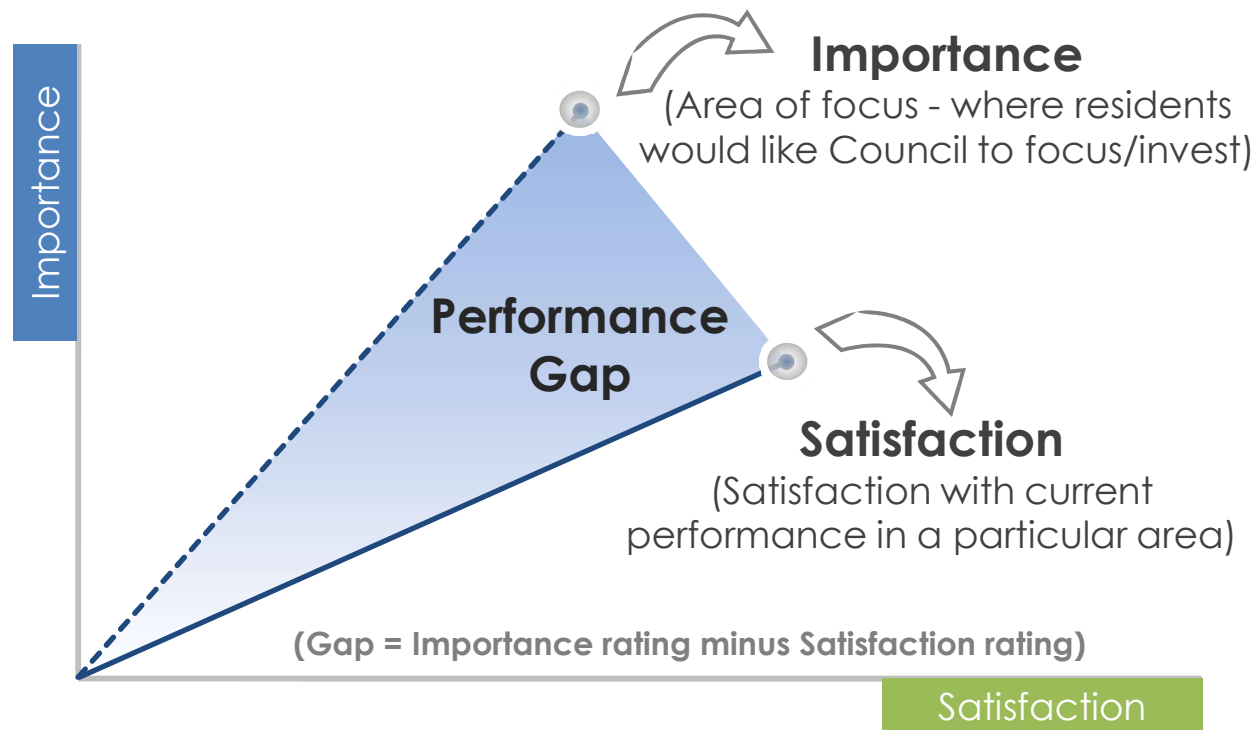 Importance
Importance
(Area of focus - where residents
would like Council to focus/invest)
Performance
Gap
Satisfaction
(Satisfaction with current
performance in a particular area)
(Gap = Importance rating minus Satisfaction rating)
Satisfaction